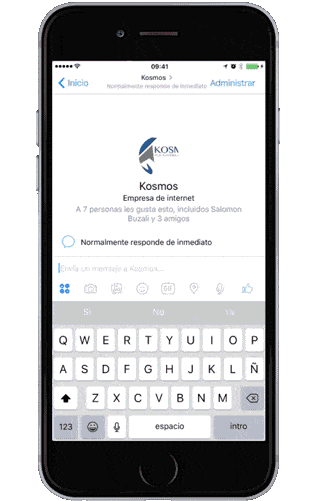 09:41
Inicio
Kosmos >
Normalmente responde de inmediato
Administrar
KOSM
Kosmos
Empresa de internet
A 7 personas les gusta esto, incluidos Salomon
Buzali y 3 amigos
Normalmente responde de inmediato
Envía un mensaje a Kosmos...
GIF
Sí No
Q W E R T Y U I O P
A S D F G H J K L Ñ
Z X C V B N M
123 espacio intro